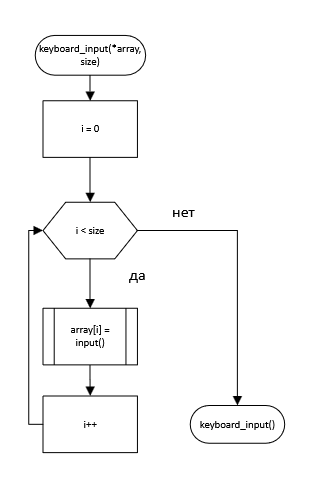 keyboard_input(*array,
size)
i = 0
i < size
нет
да
array[i] =
input()
i++
keyboard_input()